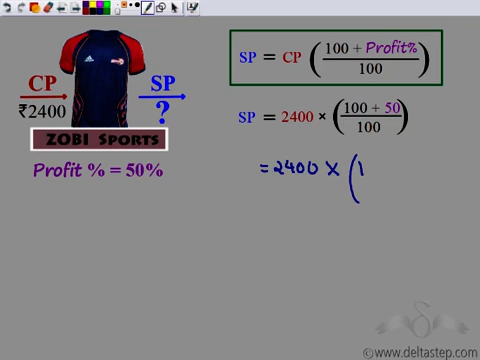 CP
₹2400
SP
?
ZOBI SPORTS
Profit % = 50%
SP = CP ( 100 + Profit% / 100 )
SP = 2400 × ( 100 + 50 / 100 )
= 2400 × ( 1
©www.deltastep.com